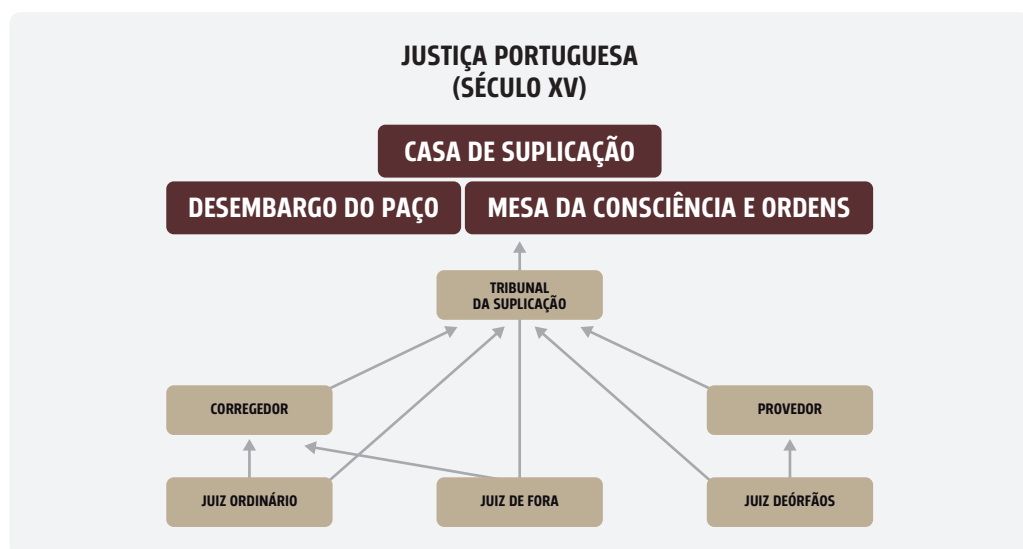 JUSTIÇA PORTUGUESA
(SÉCULO XV)
CASA DE SUPLICAÇÃO
DESEMBARGO DO PAÇO
MESA DA CONSCIÊNCIA E ORDENS
TRIBUNAL
DA SUPLICAÇÃO
CORREGEDOR
PROVEDOR
JUIZ ORDINÁRIO
JUIZ DE FORA
JUIZ DEÓRFÃOS